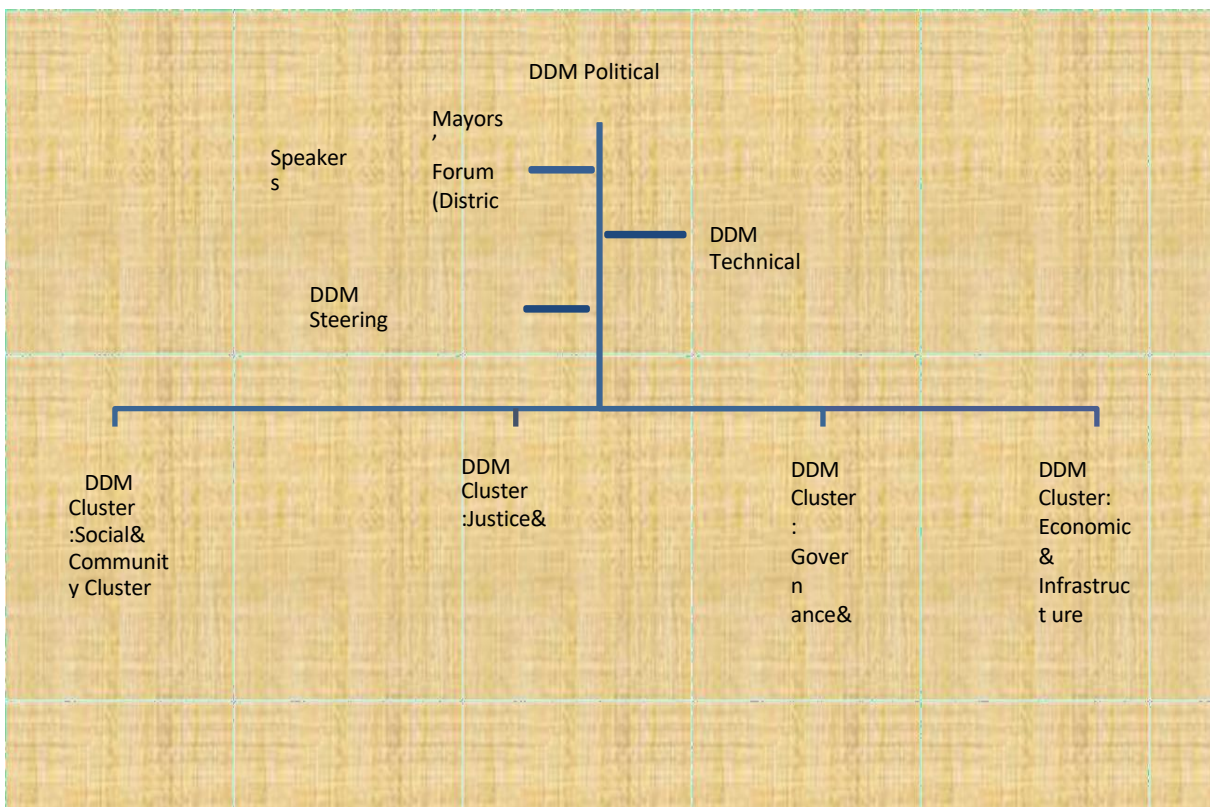 DDM Political
Mayors
’
Forum
(Distric
Speaker
s
DDM
Technical
DDM
Steering
DDM
Cluster
:Social&
Communit
y Cluster
DDM
Cluster
:Justice&
DDM
Cluster
:
Gover
n
ance&
DDM
Cluster:
Economic
&
Infrastruc
t ure